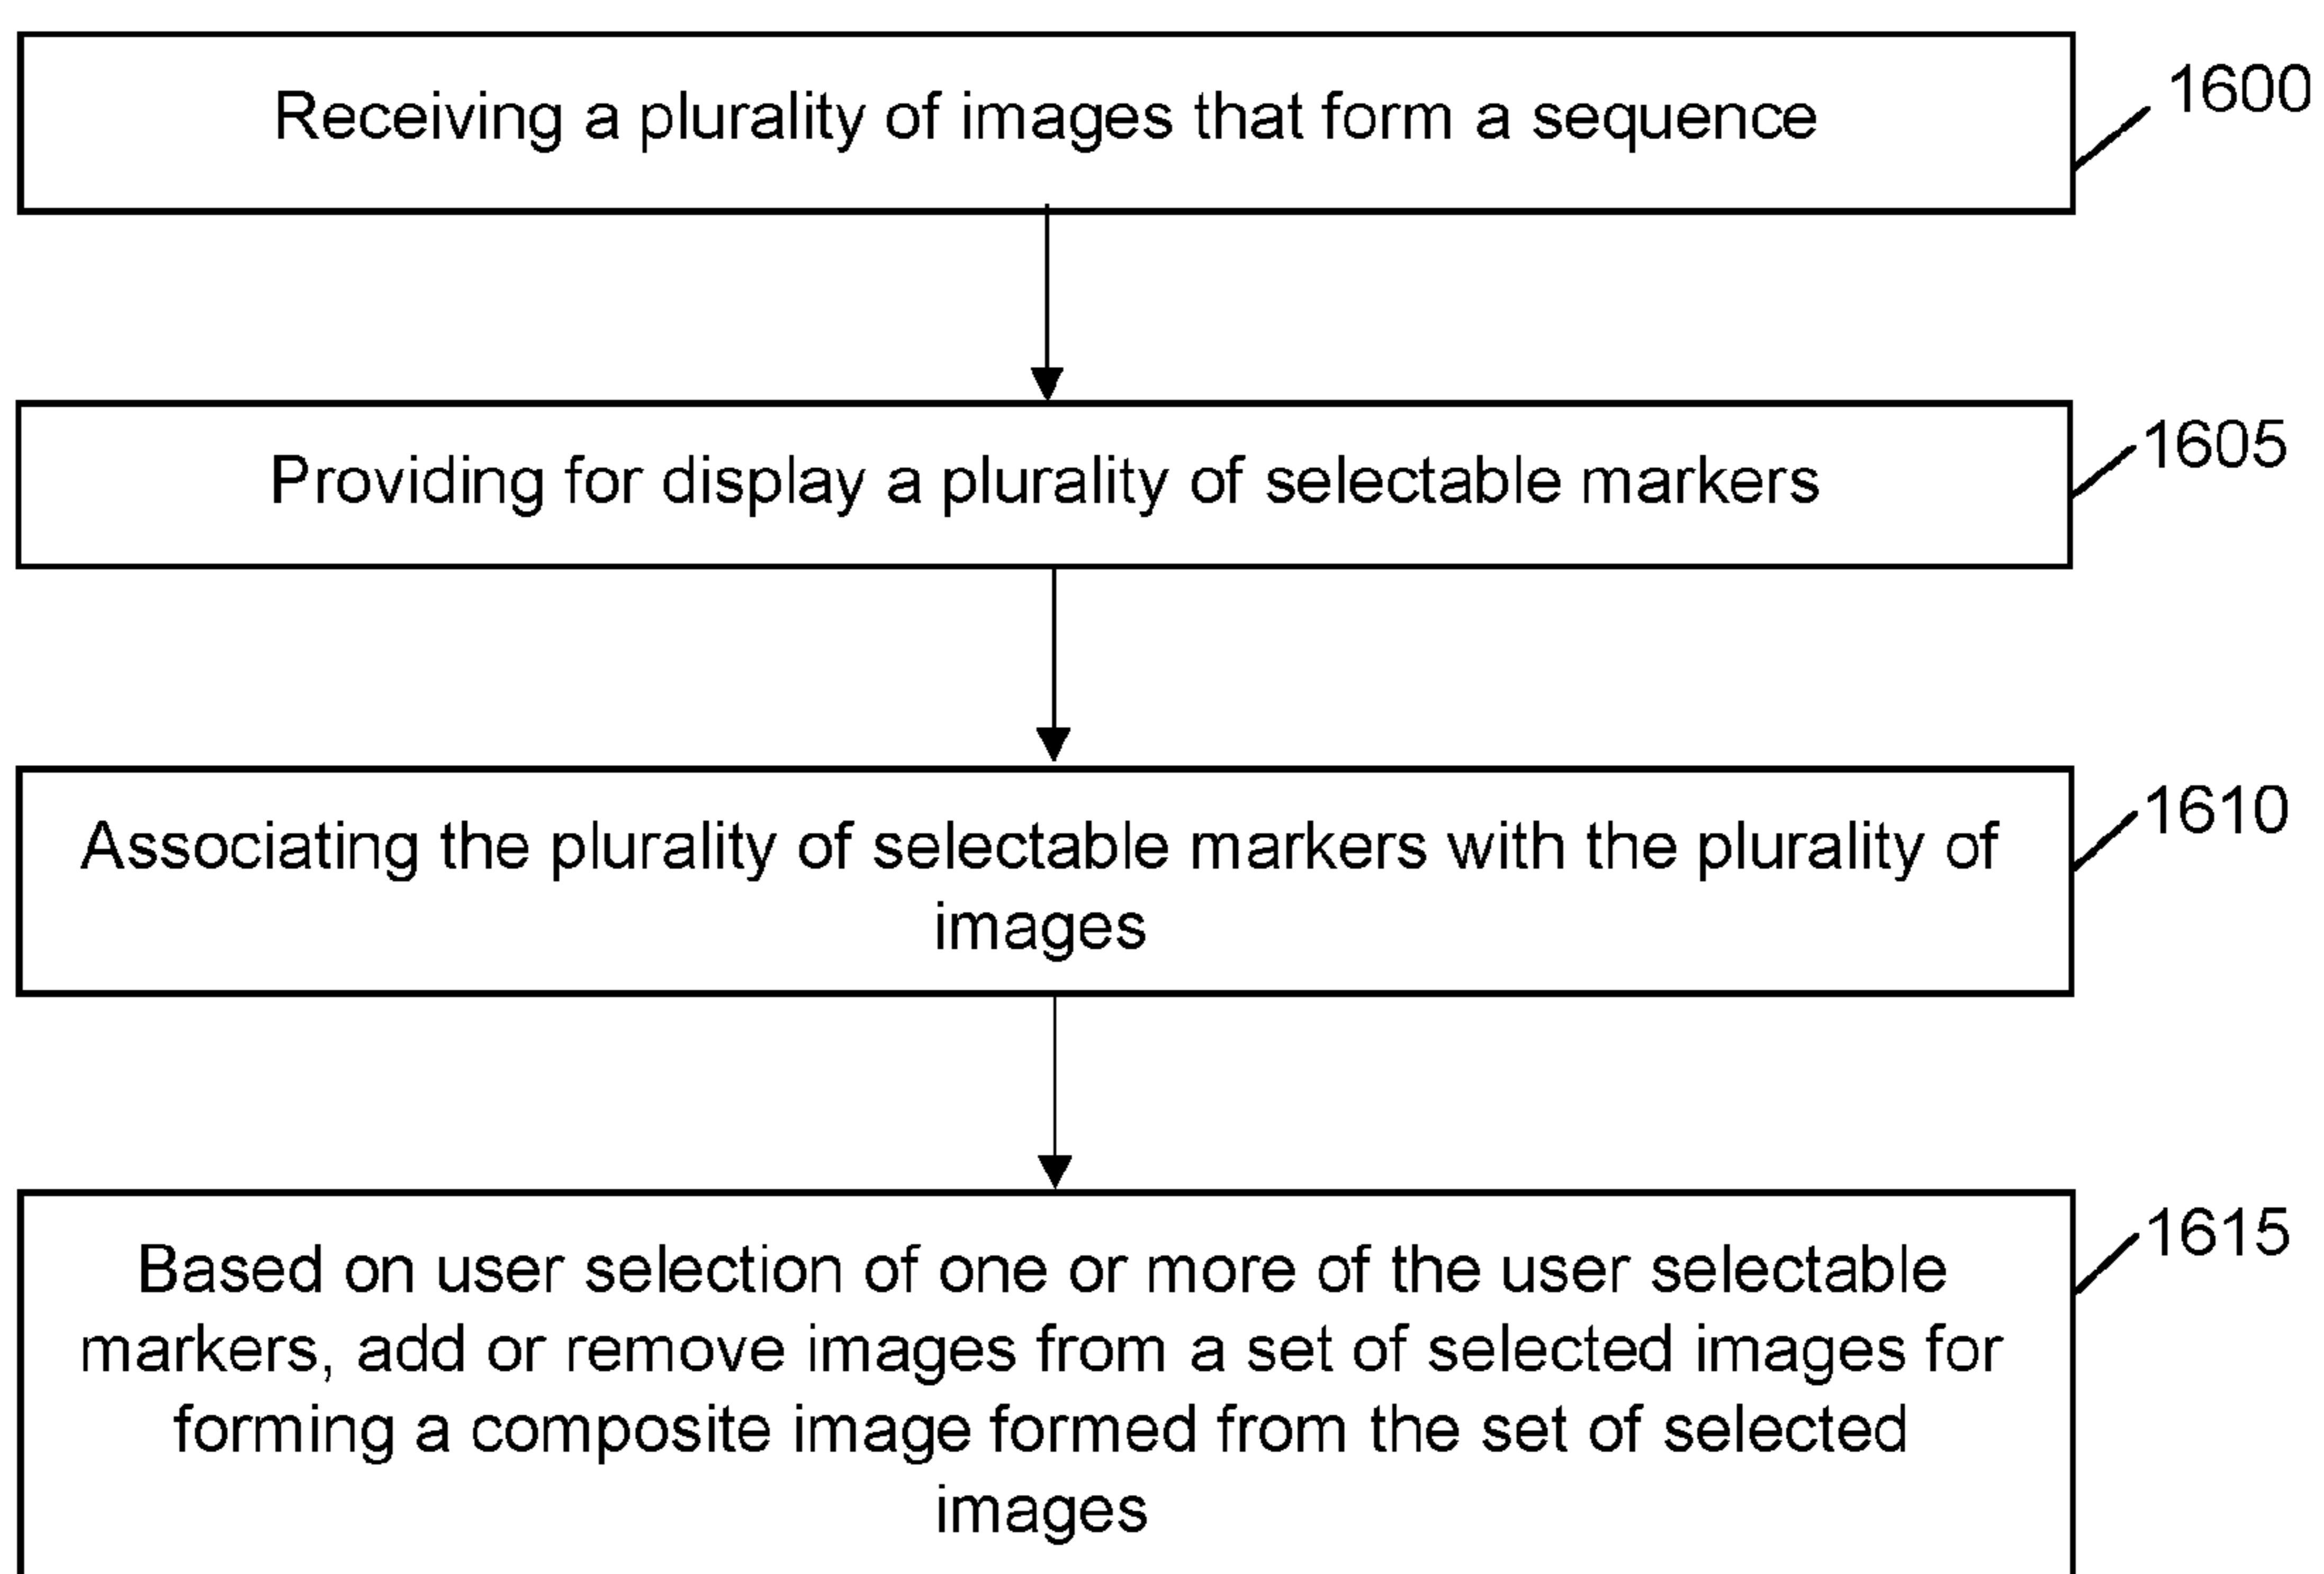 Receiving a plurality of images that form a sequence
1600
Providing for display a plurality of selectable markers
1605
Associating the plurality of selectable markers with the plurality of
images
1610
Based on user selection of one or more of the user selectable
markers, add or remove images from a set of selected images for
forming a composite image formed from the set of selected
images
1615